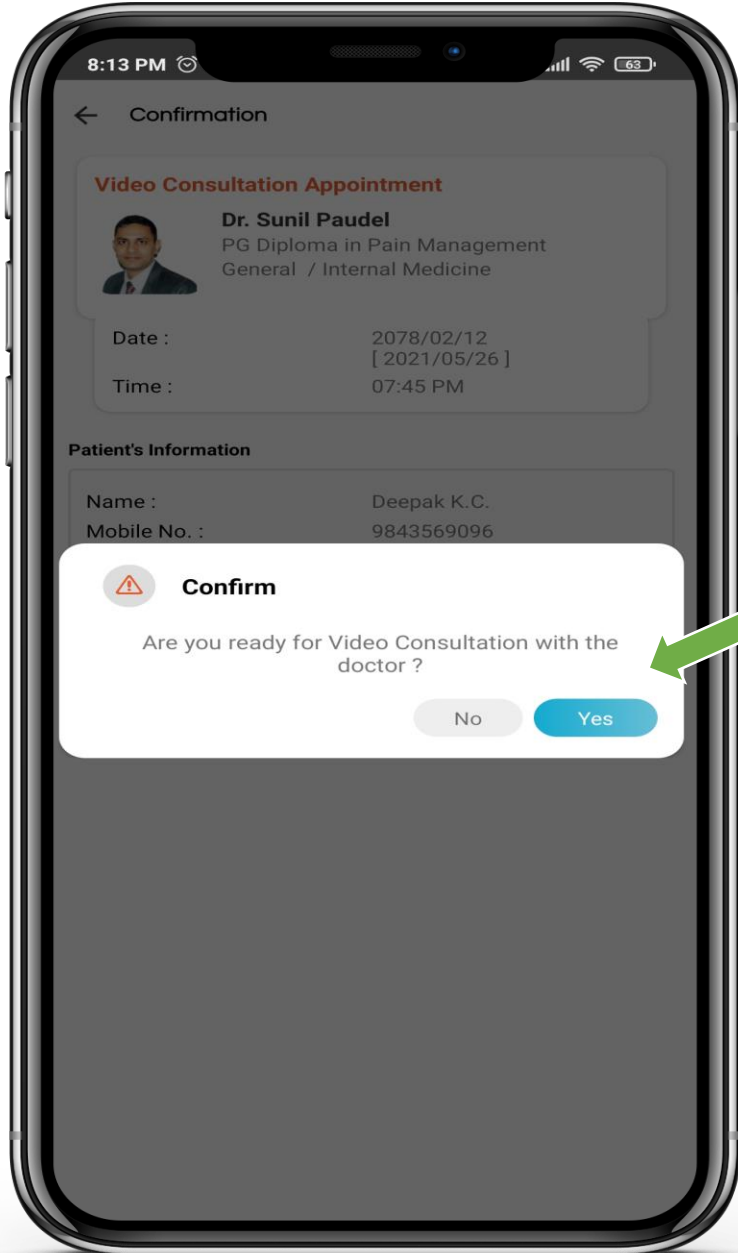 8:13 PM 63
Confirmation
Video Consultation Appointment
Dr. Sunil Paudel
PG Diploma in Pain Management
General / Internal Medicine
Date : 2078/02/12
[ 2021/05/26 ]
Time : 07:45 PM
Patient's Information
Name : Deepak K.C.
Mobile No. : 9843569096
Confirm
Are you ready for Video Consultation with the
doctor ?
No Yes